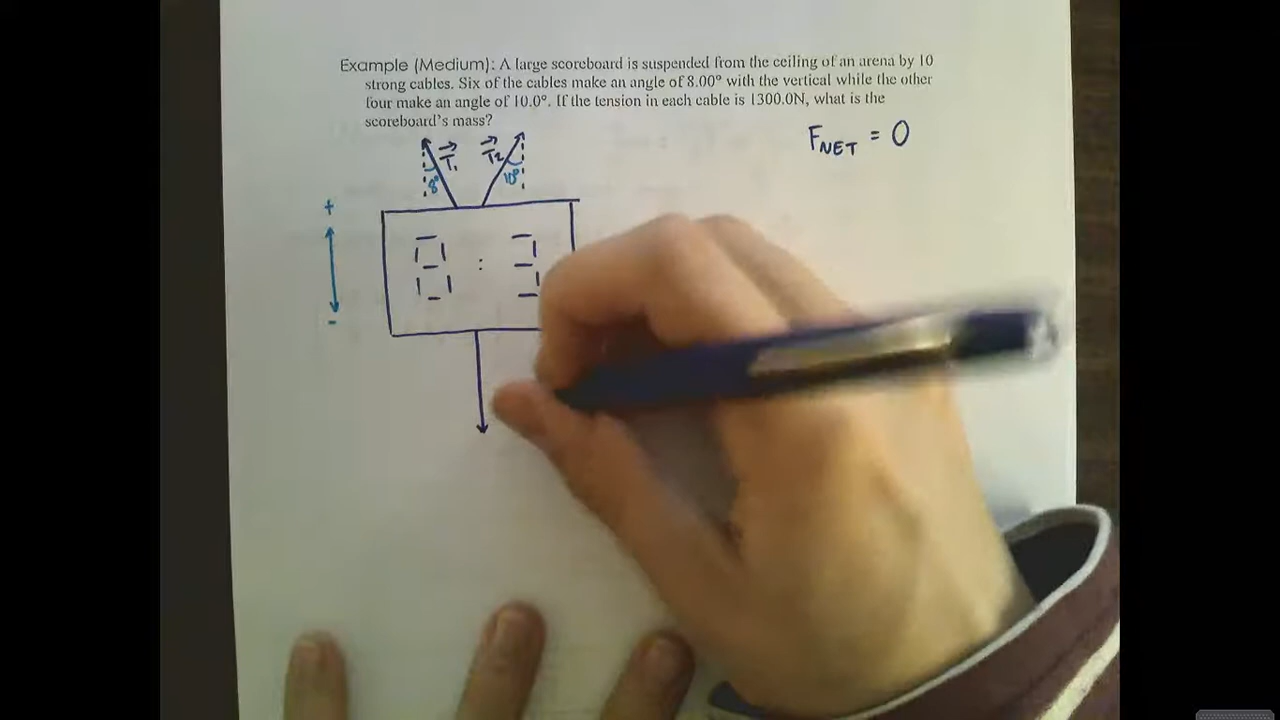 Example (Medium): A large scoreboard is suspended from the ceiling of an arena by 10
strong cables. Six of the cables make an angle of 8.00° with the vertical while the other
four make an angle of 10.0°. If the tension in each cable is 1300.0N, what is the
scoreboard's mass?
F_NET = 0
T₁ T₂
8° 10°
+
8 : 3
-